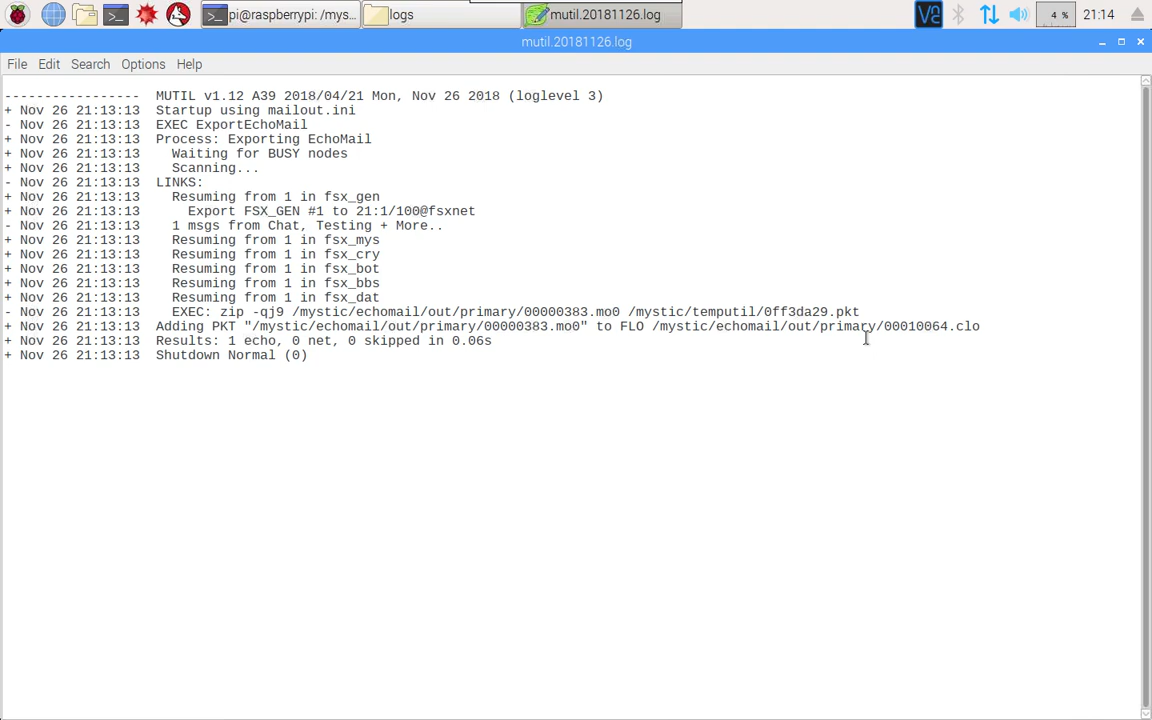 pi@raspberrypi: /mys... logs mutil.20181126.log 4 % 21:14
mutil.20181126.log
File Edit Search Options Help
----------------- MUTIL v1.12 A39 2018/04/21 Mon, Nov 26 2018 (loglevel 3)
+ Nov 26 21:13:13 Startup using mailout.ini
- Nov 26 21:13:13 EXEC ExportEchoMail
+ Nov 26 21:13:13 Process: Exporting EchoMail
+ Nov 26 21:13:13 Waiting for BUSY nodes
+ Nov 26 21:13:13 Scanning...
- Nov 26 21:13:13 LINKS:
+ Nov 26 21:13:13 Resuming from 1 in fsx_gen
+ Nov 26 21:13:13 Export FSX_GEN #1 to 21:1/100@fsxnet
- Nov 26 21:13:13 1 msgs from Chat, Testing + More..
+ Nov 26 21:13:13 Resuming from 1 in fsx_mys
+ Nov 26 21:13:13 Resuming from 1 in fsx_cry
+ Nov 26 21:13:13 Resuming from 1 in fsx_bot
+ Nov 26 21:13:13 Resuming from 1 in fsx_bbs
+ Nov 26 21:13:13 Resuming from 1 in fsx_dat
- Nov 26 21:13:13 EXEC: zip -qj9 /mystic/echomail/out/primary/00000383.mo0 /mystic/temputil/0ff3da29.pkt
+ Nov 26 21:13:13 Adding PKT "/mystic/echomail/out/primary/00000383.mo0" to FLO /mystic/echomail/out/primary/00010064.clo
+ Nov 26 21:13:13 Results: 1 echo, 0 net, 0 skipped in 0.06s
+ Nov 26 21:13:13 Shutdown Normal (0)